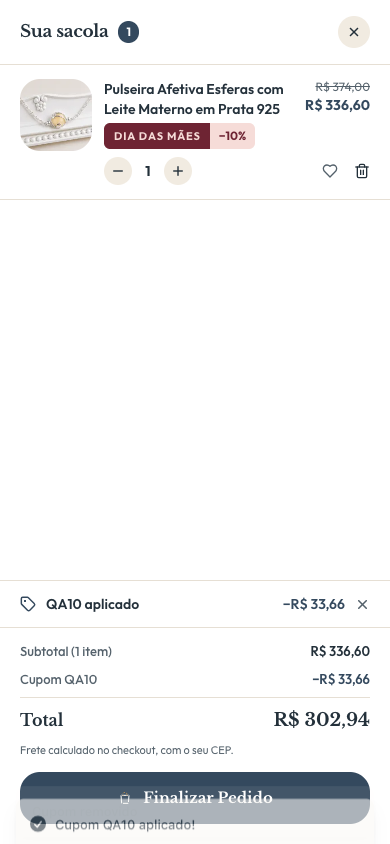 Sua sacola 1
Pulseira Afetiva Esferas com
Leite Materno em Prata 925
R$ 374,00
R$ 336,60
DIA DAS MÃES −10%
1
QA10 aplicado −R$ 33,66
Subtotal (1 item) R$ 336,60
Cupom QA10 −R$ 33,66
Total R$ 302,94
Frete calculado no checkout, com o seu CEP.
Finalizar Pedido
Cupom QA10 aplicado!